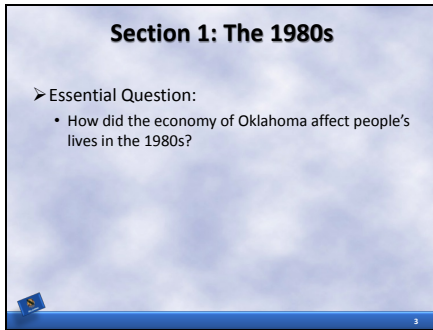 Section 1: The 1980s
➢Essential Question:
• How did the economy of Oklahoma affect people's
lives in the 1980s?
3